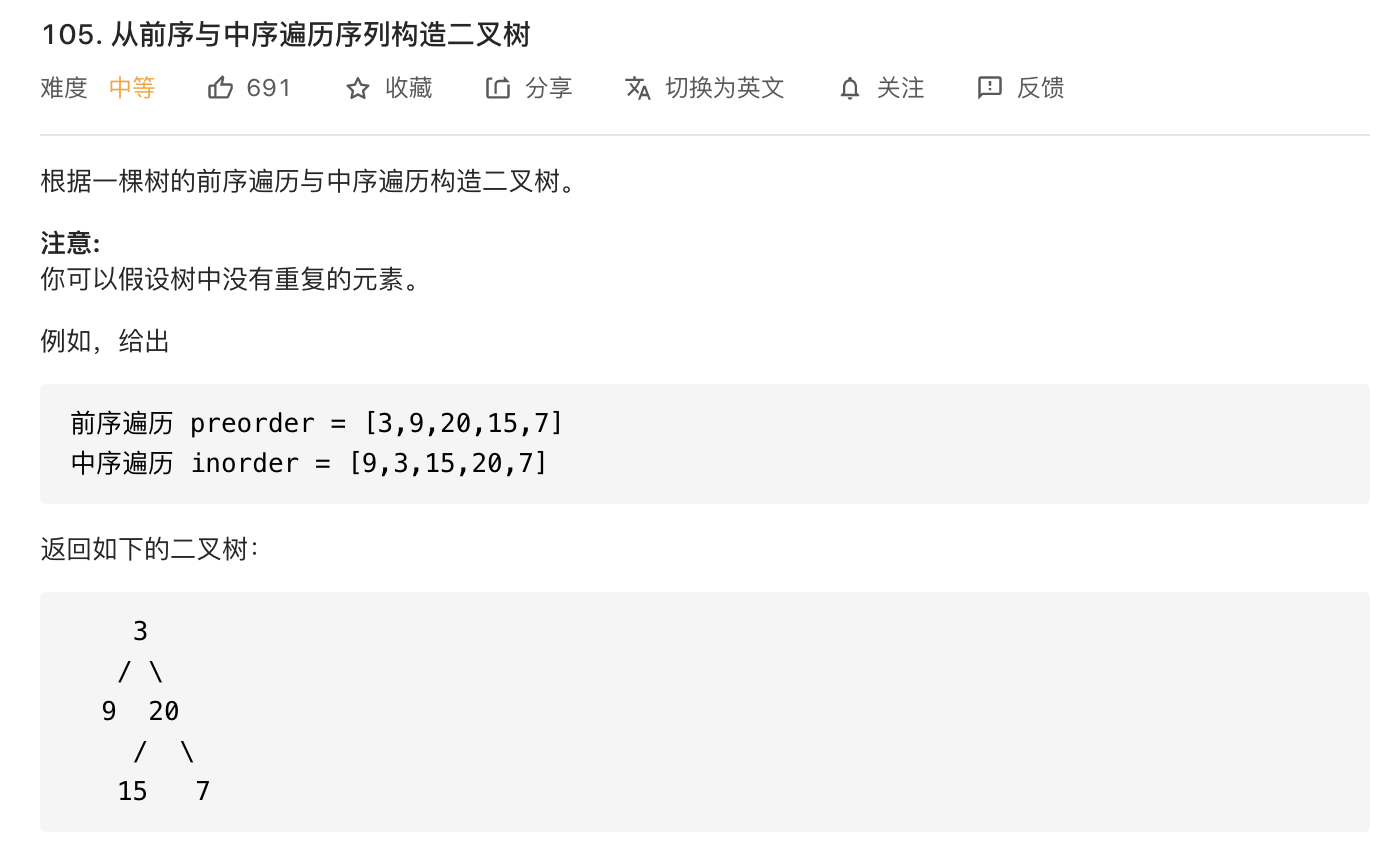 105. 从前序与中序遍历序列构造二叉树
难度 中等 691 收藏 分享 切换为英文 关注 反馈
根据一棵树的前序遍历与中序遍历构造二叉树。
注意:
你可以假设树中没有重复的元素。
例如，给出
前序遍历 preorder = [3,9,20,15,7]
中序遍历 inorder = [9,3,15,20,7]
返回如下的二叉树：
3
/ \
9 20
/ \
15 7